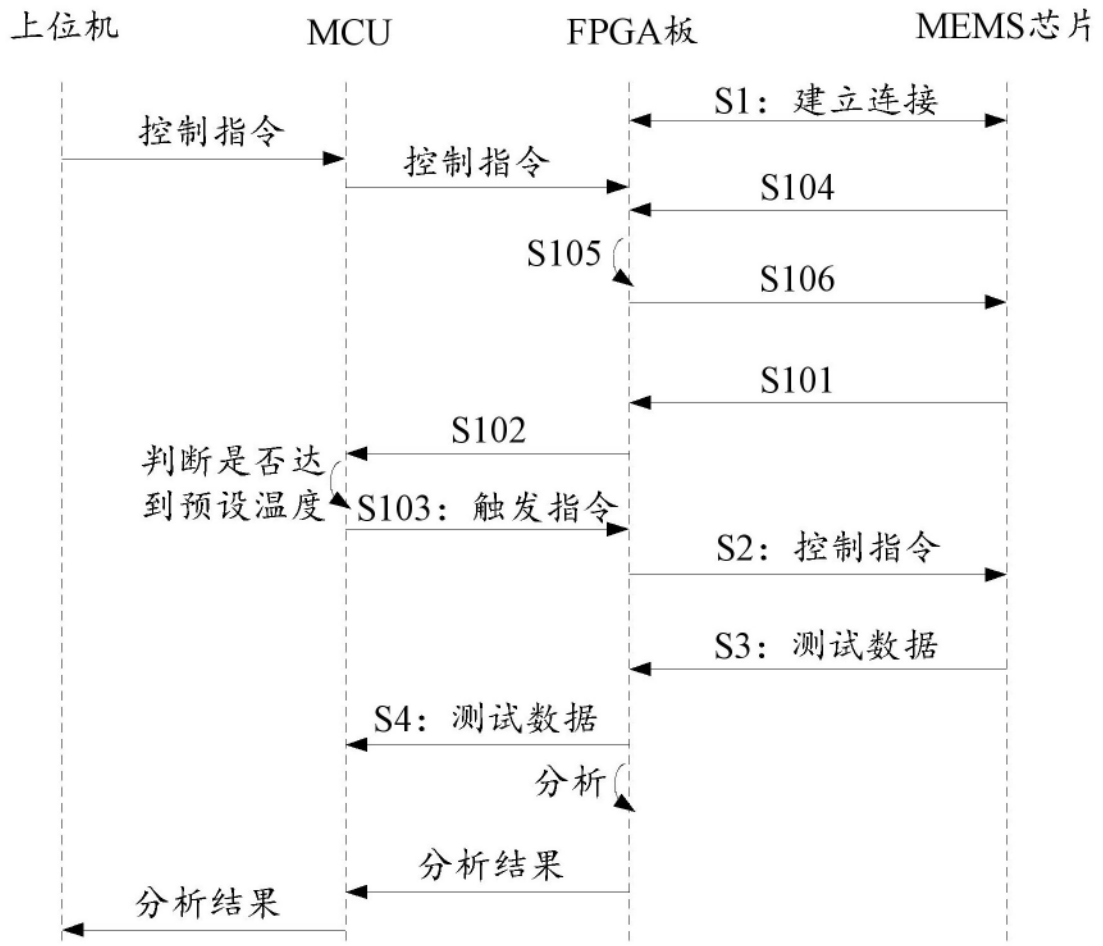 上位机
MCU
FPGA板
MEMS芯片
S1：建立连接
控制指令
控制指令
S104
S105
S106
S101
S102
判断是否达
到预设温度
S103：触发指令
S2：控制指令
S3：测试数据
S4：测试数据
分析
分析结果
分析结果